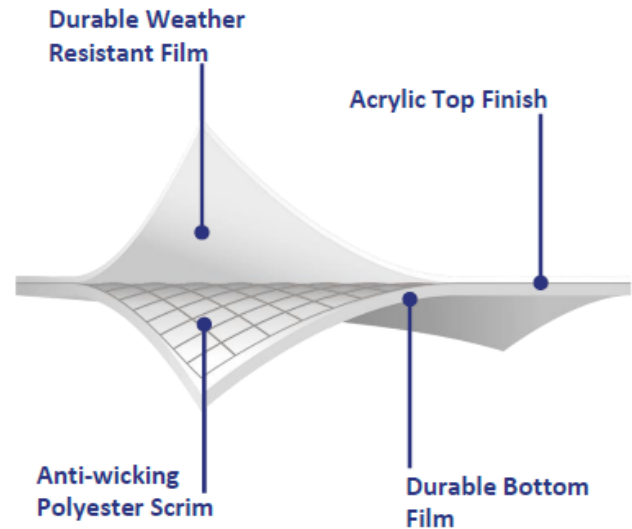 Durable Weather
Resistant Film
Acrylic Top Finish
Anti-wicking
Polyester Scrim
Durable Bottom
Film